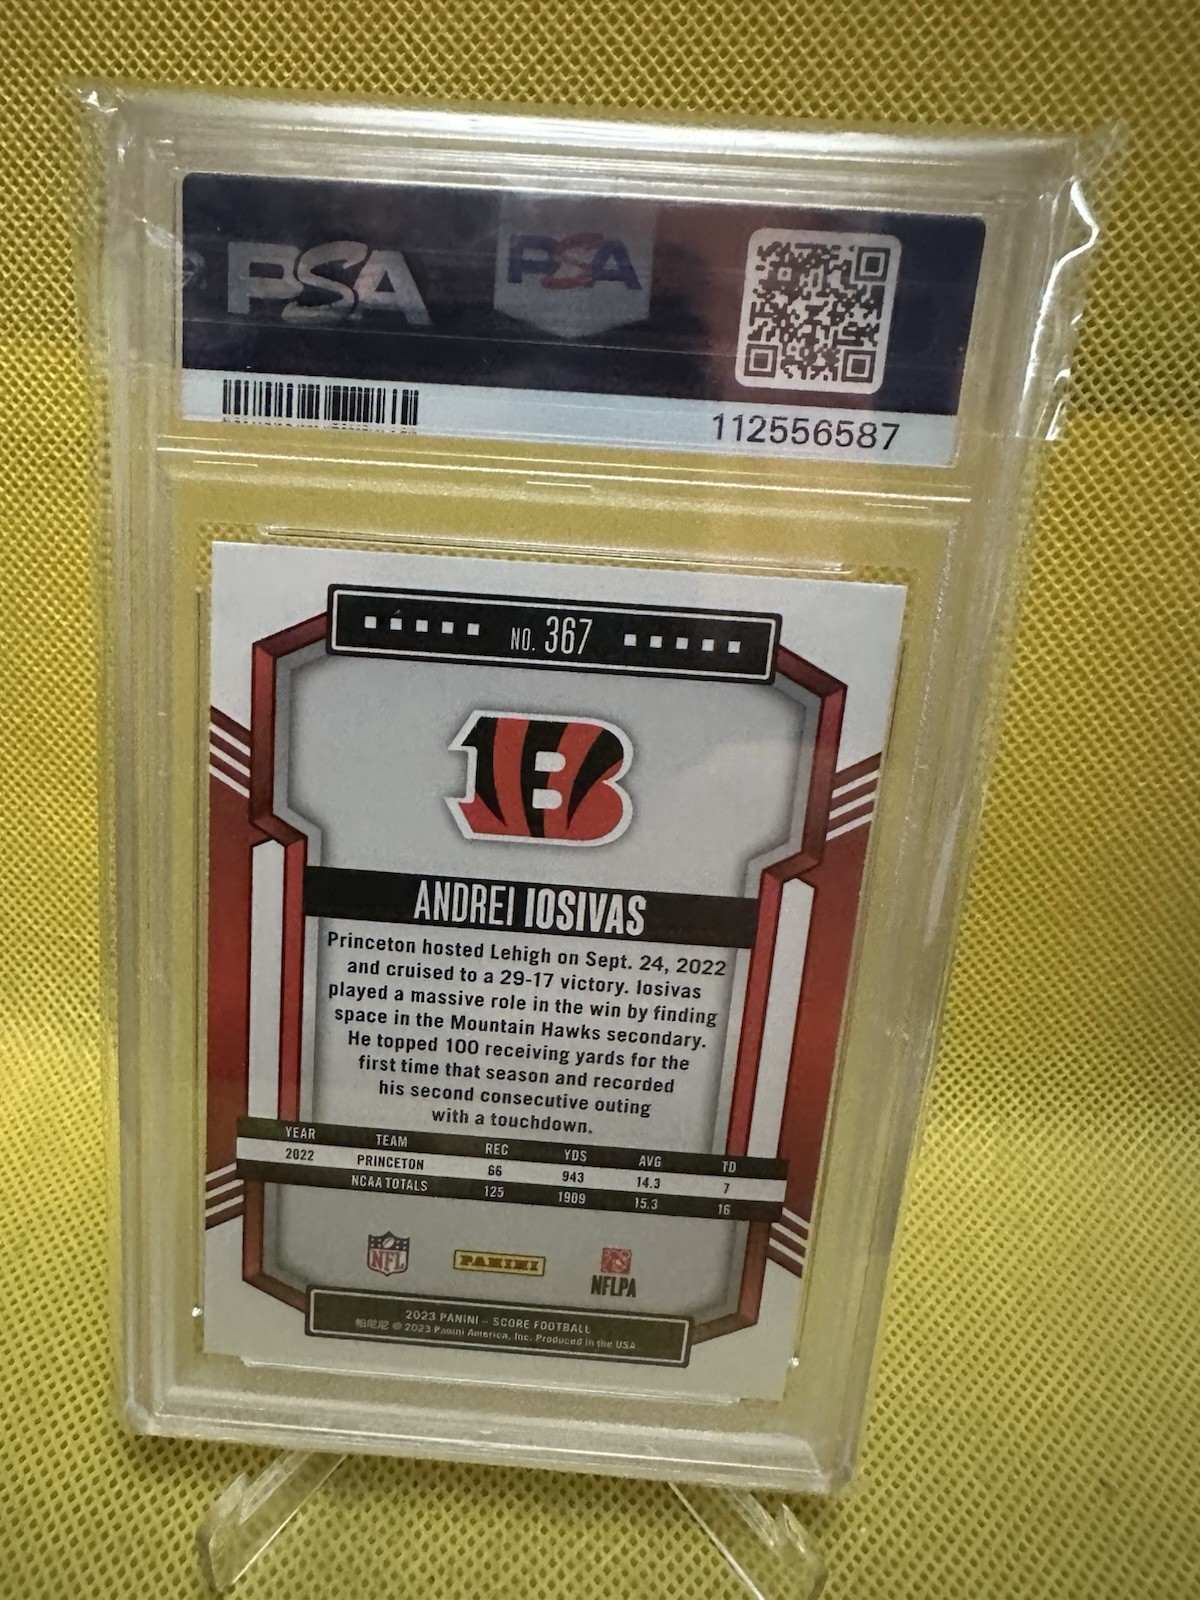 PSA
PSA
112556587
NO. 367
B
ANDREI IOSIVAS
Princeton hosted Lehigh on Sept. 24, 2022
and cruised to a 29-17 victory. Iosivas
played a massive role in the win by finding
space in the Mountain Hawks secondary.
He topped 100 receiving yards for the
first time that season and recorded
his second consecutive outing
with a touchdown.
YEAR TEAM REC YDS AVG TD
2022 PRINCETON 66 943 14.3 7
NCAA TOTALS 125 1909 15.3 16
NFL
PANINI
NFLPA
2023 PANINI – SCORE FOOTBALL
帕尼尼 © 2023 Panini America, Inc. Produced in the USA